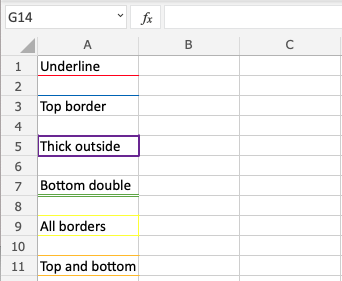 G14 fx
A B C
1 Underline
2
3 Top border
4
5 Thick outside
6
7 Bottom double
8
9 All borders
10
11 Top and bottom